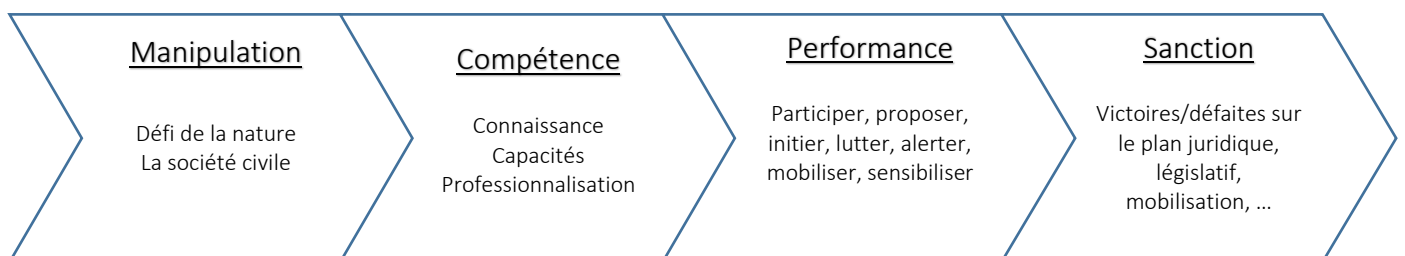 Manipulation
Défi de la nature
La société civile
Compétence
Connaissance
Capacités
Professionnalisation
Performance
Participer, proposer,
initier, lutter, alerter,
mobiliser, sensibiliser
Sanction
Victoires/défaites sur
le plan juridique,
législatif,
mobilisation, ...